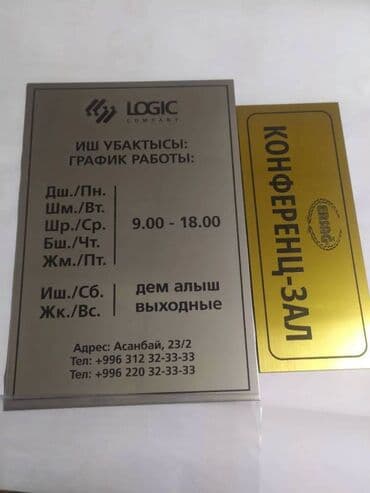 LOGIC
COMPANY
ИШ УБАКТЫСЫ:
ГРАФИК РАБОТЫ:
Дш./Пн.
Шм./Вт.
Шр./Ср.
Бш./Чт.
Жм./Пт.
9.00 - 18.00
Иш./Сб.
Жк./Вс.
дем алыш
выходные
Адрес: Асанбай, 23/2
Тел: +996 312 32-33-33
Тел: +996 220 32-33-33
КОНФЕРЕНЦ-ЗАЛ
ERSAG